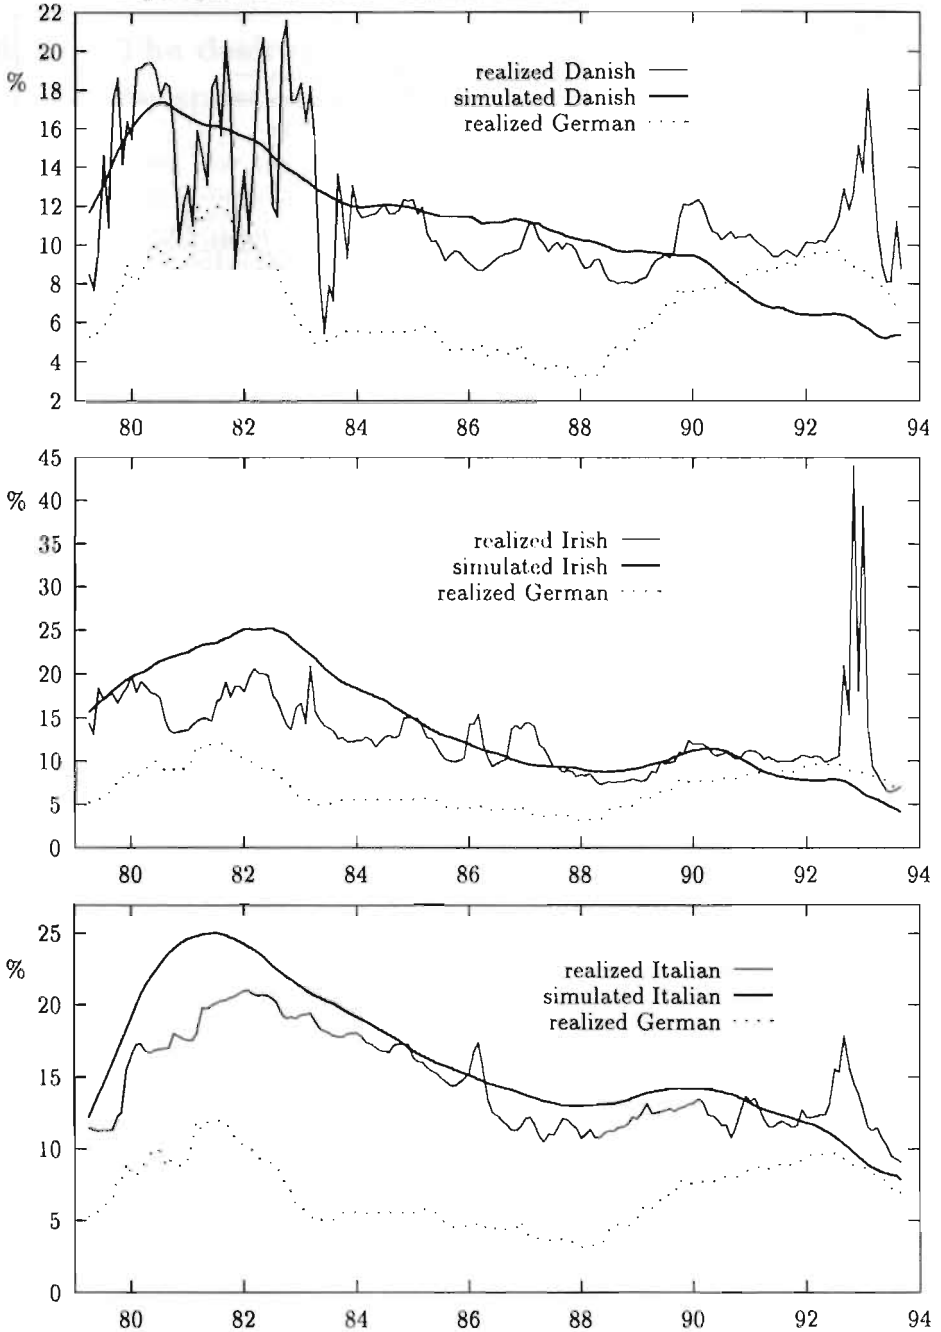 22
20
%
18
16
14
12
10
8
6
4
2
realized Danish
simulated Danish
realized German
80 82 84 86 88 90 92 94
45
% 40
35
30
25
20
15
10
5
0
realized Irish
simulated Irish
realized German
80 82 84 86 88 90 92 94
25
%
20
15
10
5
0
realized Italian
simulated Italian
realized German
80 82 84 86 88 90 92 94